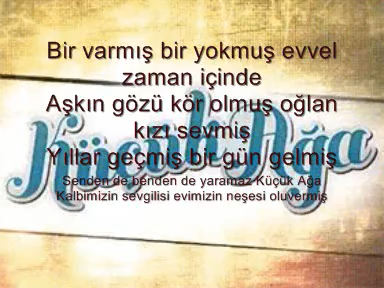 Bir varmış bir yokmuş evvel
zaman içinde
Aşkın gözü kör olmuş oğlan
kızı sevmiş
Yıllar geçmiş bir gün gelmiş
Küçük Ağa
Senden de benden de yaramaz Küçük Ağa
Kalbimizin sevgilisi evimizin neşesi oluvermiş